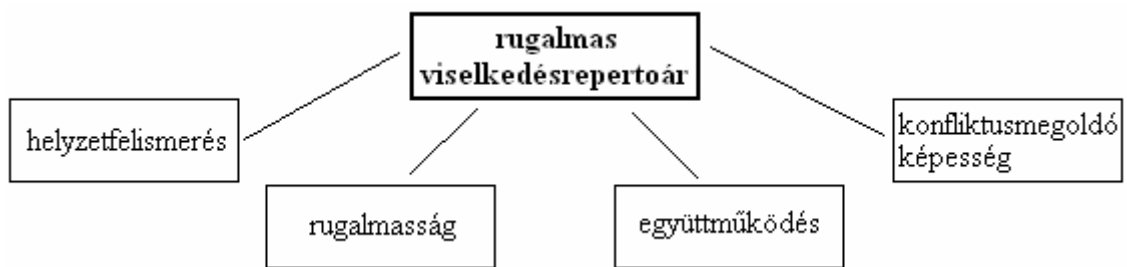 rugalmas
viselkedésrepertoár
helyzetfelismerés
konfliktusmegoldó
képesség
rugalmasság
együttműködés